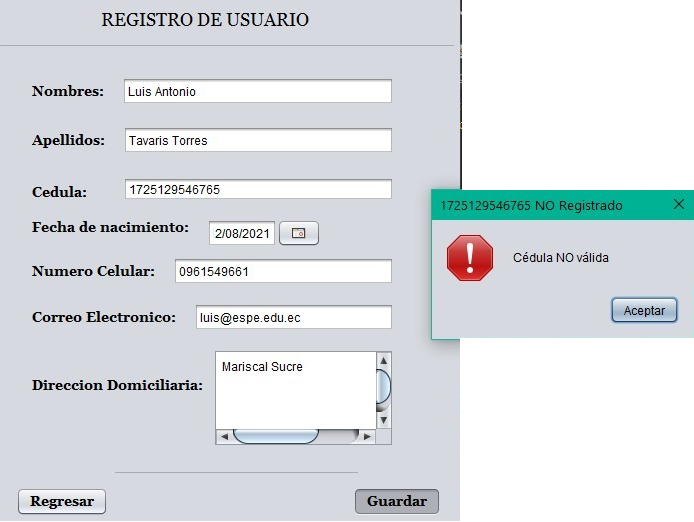 REGISTRO DE USUARIO
Nombres: Luis Antonio
Apellidos: Tavaris Torres
Cedula: 1725129546765
Fecha de nacimiento: 2/08/2021
Numero Celular: 0961549661
Correo Electronico: luis@espe.edu.ec
Direccion Domiciliaria: Mariscal Sucre
Regresar Guardar
1725129546765 NO Registrado
Cédula NO válida
Aceptar